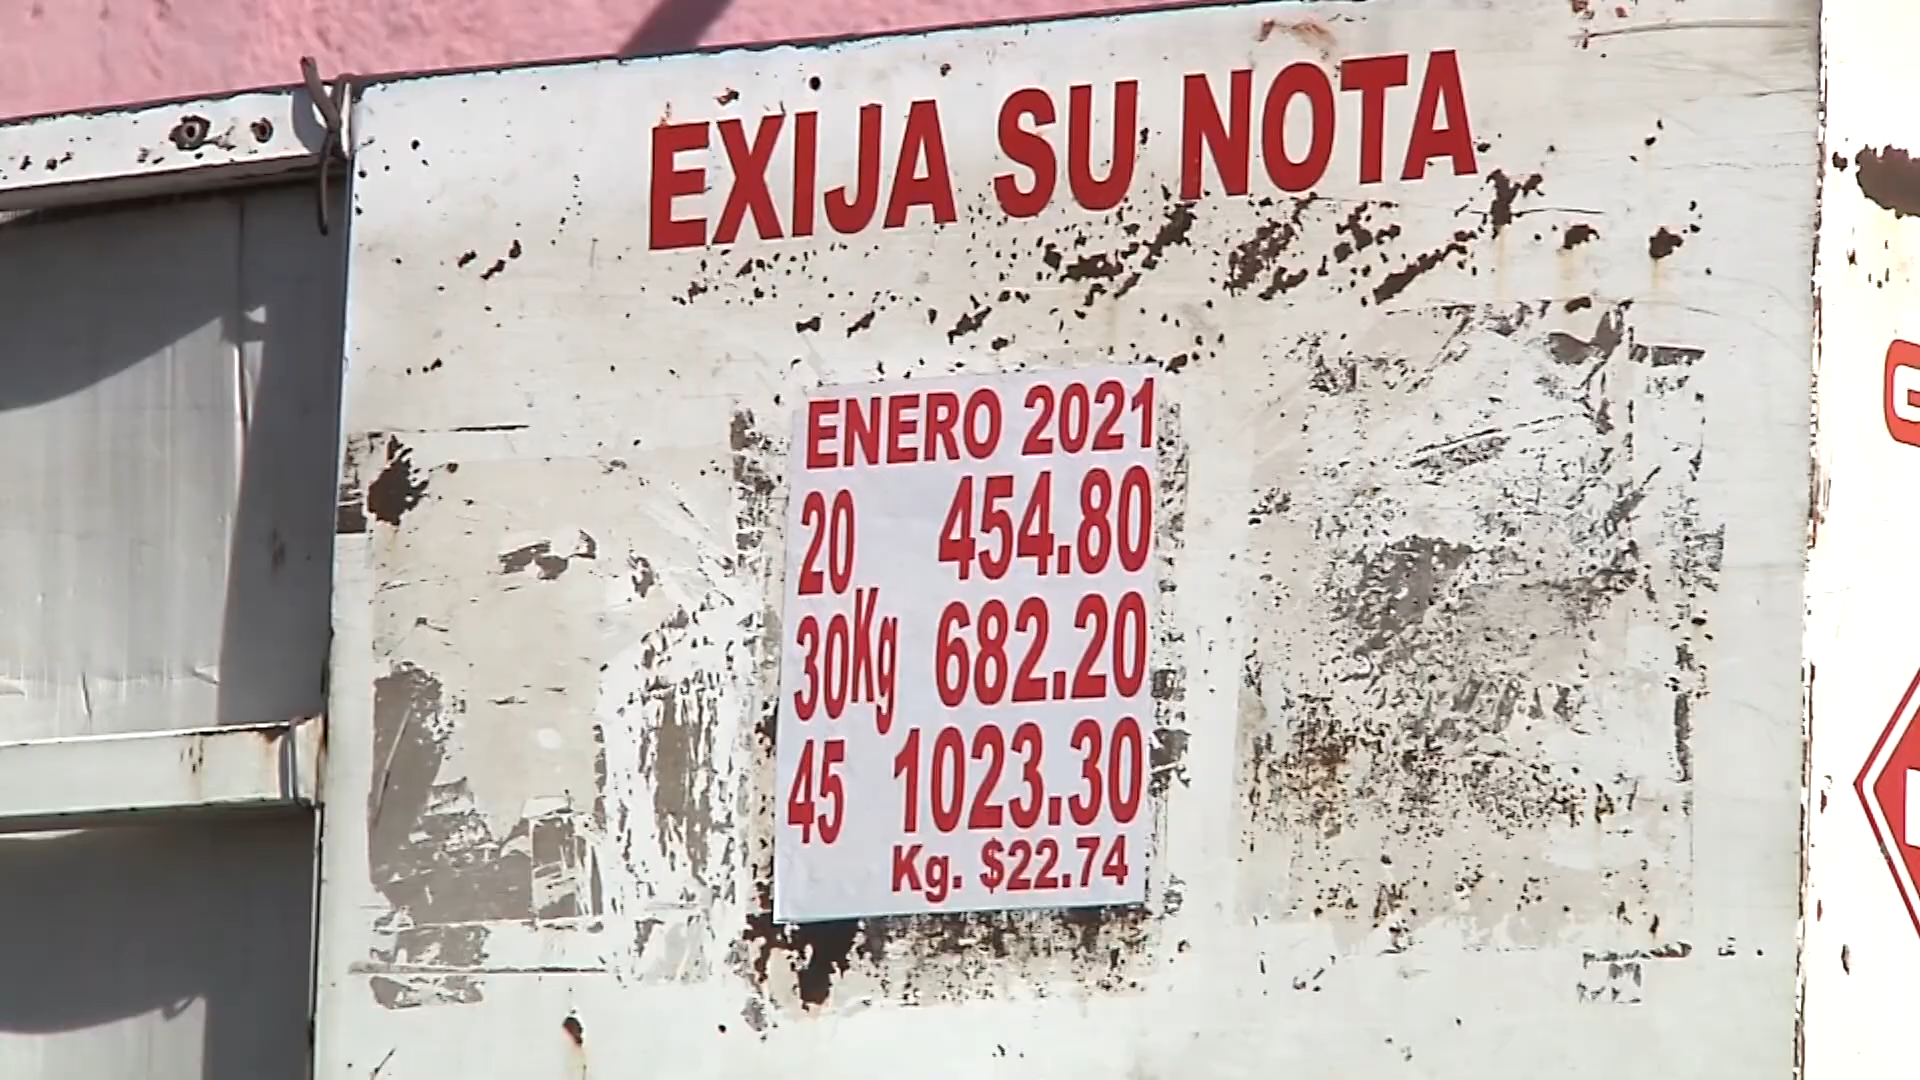 EXIJA SU NOTA
ENERO 2021
20 454.80
30Kg 682.20
45 1023.30
Kg. $22.74